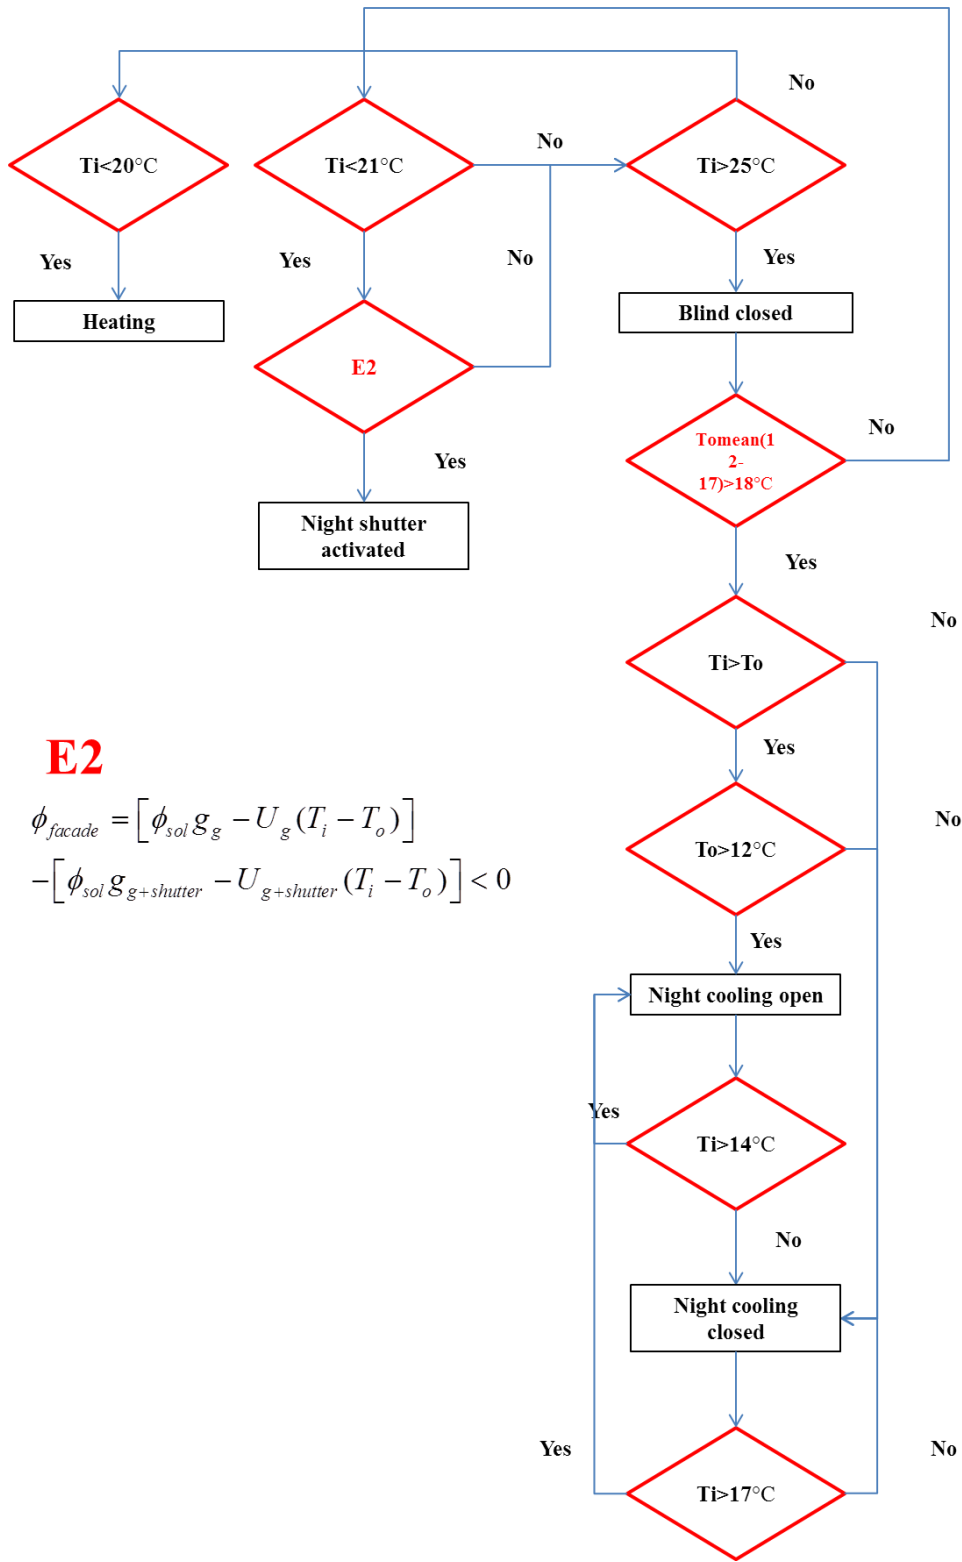 No
Ti<20°C
Ti<21°C
No
Ti>25°C
Yes
Yes
No
Yes
Heating
Blind closed
E2
Tomean(1
2-
17)>18°C
No
Yes
Night shutter
activated
Yes
No
Ti>To
Yes
E2
ϕfacade = [ϕsol gg − Ug (Ti − To)]
−[ϕsol gg+shutter − Ug+shutter (Ti − To)] < 0
To>12°C
No
Yes
Night cooling open
Yes
Ti>14°C
No
Night cooling
closed
Yes
No
Ti>17°C